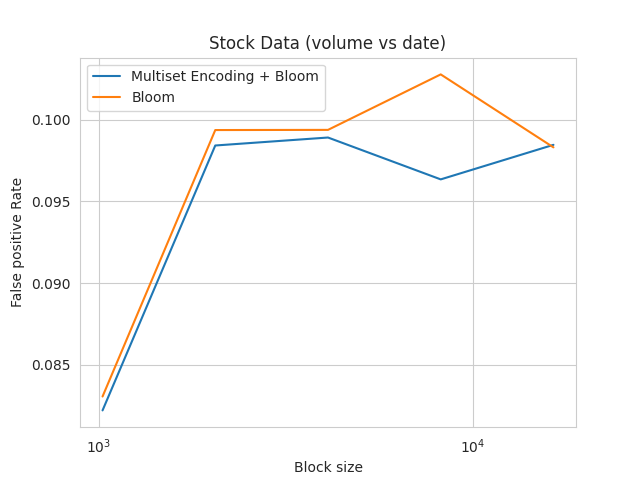 Stock Data (volume vs date)
Multiset Encoding + Bloom
Bloom
False positive Rate
0.100
0.095
0.090
0.085
10³
10⁴
Block size